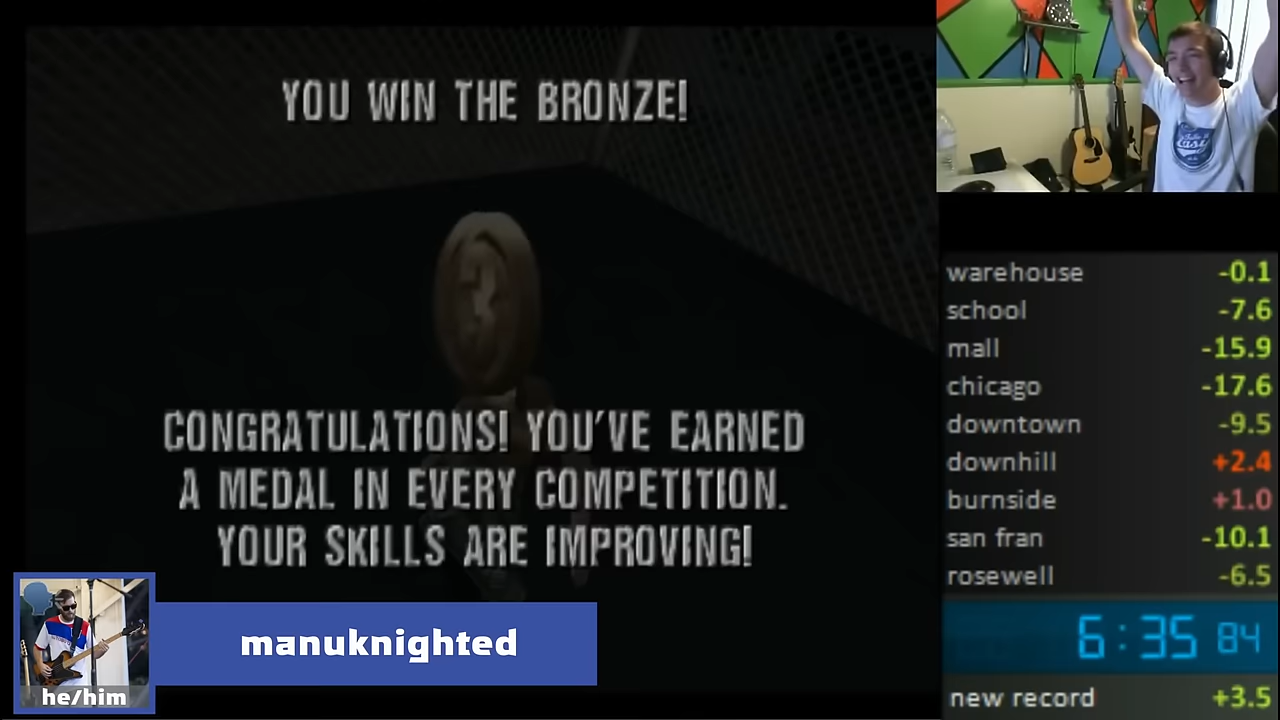 YOU WIN THE BRONZE!
CONGRATULATIONS! YOU'VE EARNED
A MEDAL IN EVERY COMPETITION.
YOUR SKILLS ARE IMPROVING!
manuknighted
he/him
warehouse -0.1
school -7.6
mall -15.9
chicago -17.6
downtown -9.5
downhill +2.4
burnside +1.0
san fran -10.1
rosewell -6.5
6:35 84
new record +3.5